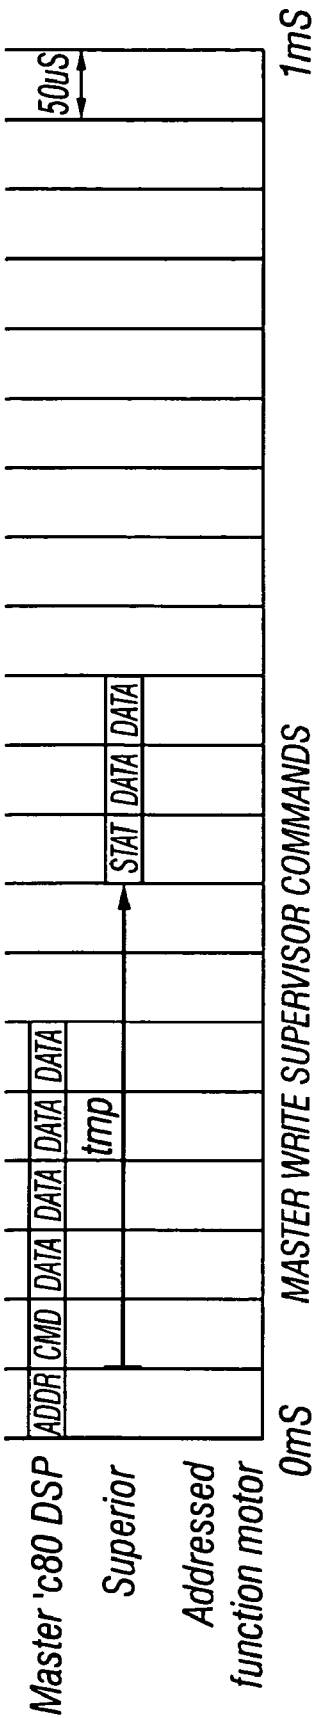 50uS
Master 'c80 DSP ADDR CMD DATA DATA DATA DATA
Superior tmp STAT DATA DATA
Addressed
function motor
0mS MASTER WRITE SUPERVISOR COMMANDS 1mS